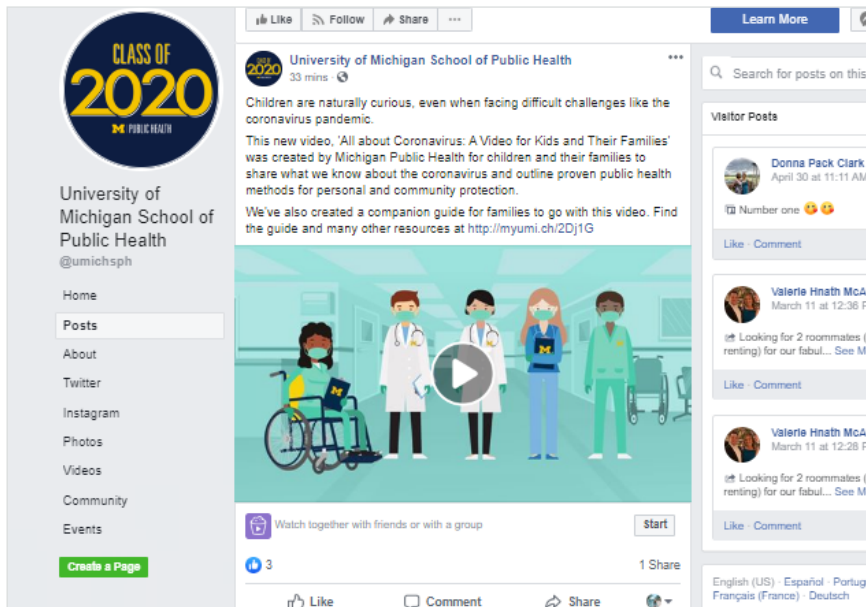 CLASS OF
2020
M PUBLIC HEALTH
University of
Michigan School of
Public Health
@umichsph
Home
Posts
About
Twitter
Instagram
Photos
Videos
Community
Events
Create a Page
Like
Follow
Share
Learn More
CLASS OF
2020
University of Michigan School of Public Health
33 mins
Children are naturally curious, even when facing difficult challenges like the
coronavirus pandemic.
This new video, 'All about Coronavirus: A Video for Kids and Their Families'
was created by Michigan Public Health for children and their families to
share what we know about the coronavirus and outline proven public health
methods for personal and community protection.
We've also created a companion guide for families to go with this video. Find
the guide and many other resources at http://myumi.ch/2Dj1G
M
M
Watch together with friends or with a group
Start
3
1 Share
Like
Comment
Share
Search for posts on this
Visitor Posts
Donna Pack Clark
April 30 at 11:11 AM
Number one
Like · Comment
Valerie Hnath McA
March 11 at 12:36 P
Looking for 2 roommates (
renting) for our fabul... See M
Like · Comment
Valerie Hnath McA
March 11 at 12:28 P
Looking for 2 roommates (
renting) for our fabul... See M
Like · Comment
English (US) · Español · Portug
Français (France) · Deutsch